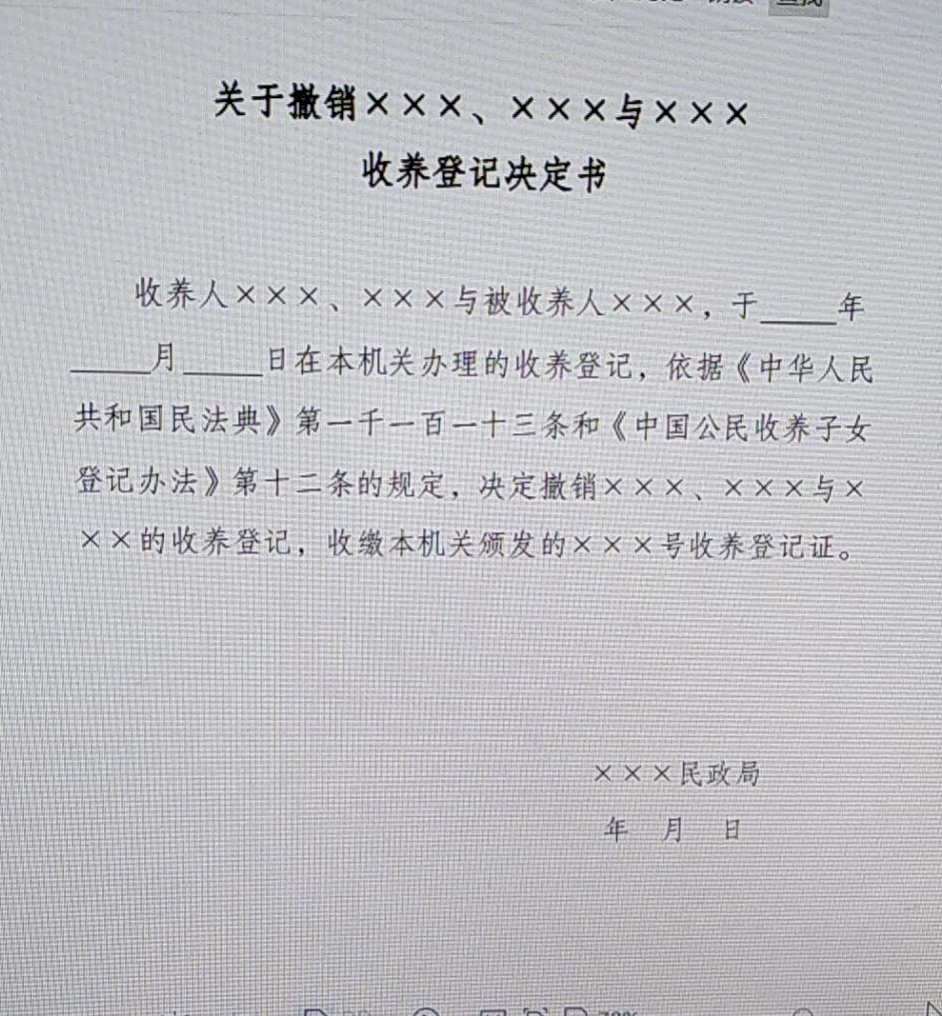 查找
关于撤销×××、×××与×××
收养登记决定书
收养人×××、×××与被收养人×××，于_____年
_____月_____日在本机关办理的收养登记，依据《中华人民
共和国民法典》第一千一百一十三条和《中国公民收养子女
登记办法》第十二条的规定，决定撤销×××、×××与×
××的收养登记，收缴本机关颁发的×××号收养登记证。
×××民政局
年 月 日